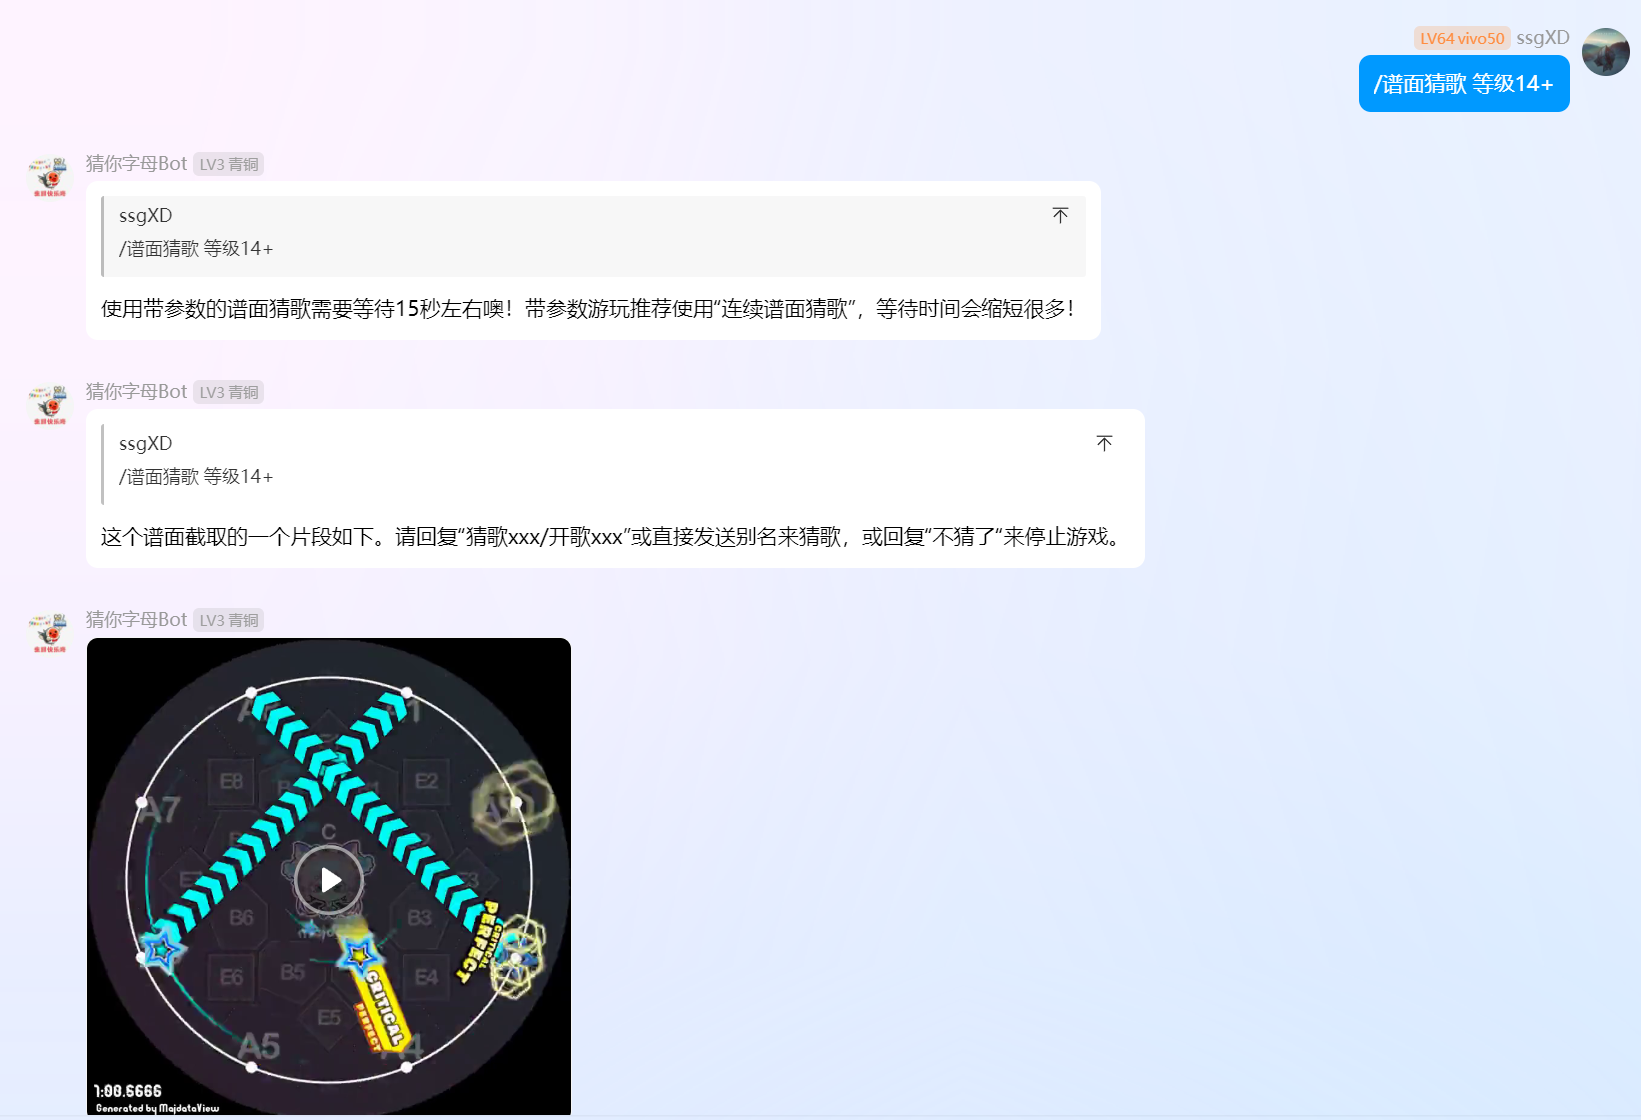 LV64 vivo50 ssgXD
/谱面猜歌 等级14+
猜你字母Bot LV3 青铜
ssgXD
/谱面猜歌 等级14+
使用带参数的谱面猜歌需要等待15秒左右噢！带参数游玩推荐使用“连续谱面猜歌”，等待时间会缩短很多！
猜你字母Bot LV3 青铜
ssgXD
/谱面猜歌 等级14+
这个谱面截取的一个片段如下。请回复“猜歌xxx/开歌xxx”或直接发送别名来猜歌，或回复“不猜了“来停止游戏。
猜你字母Bot LV3 青铜
E8
E2
A7
C
E3
B6
B3
CRITICAL
PERFECT
E6
B5
E4
CRITICAL
PERFECT
E5
A5
A4
1:08.5666
Generated by MajdataView